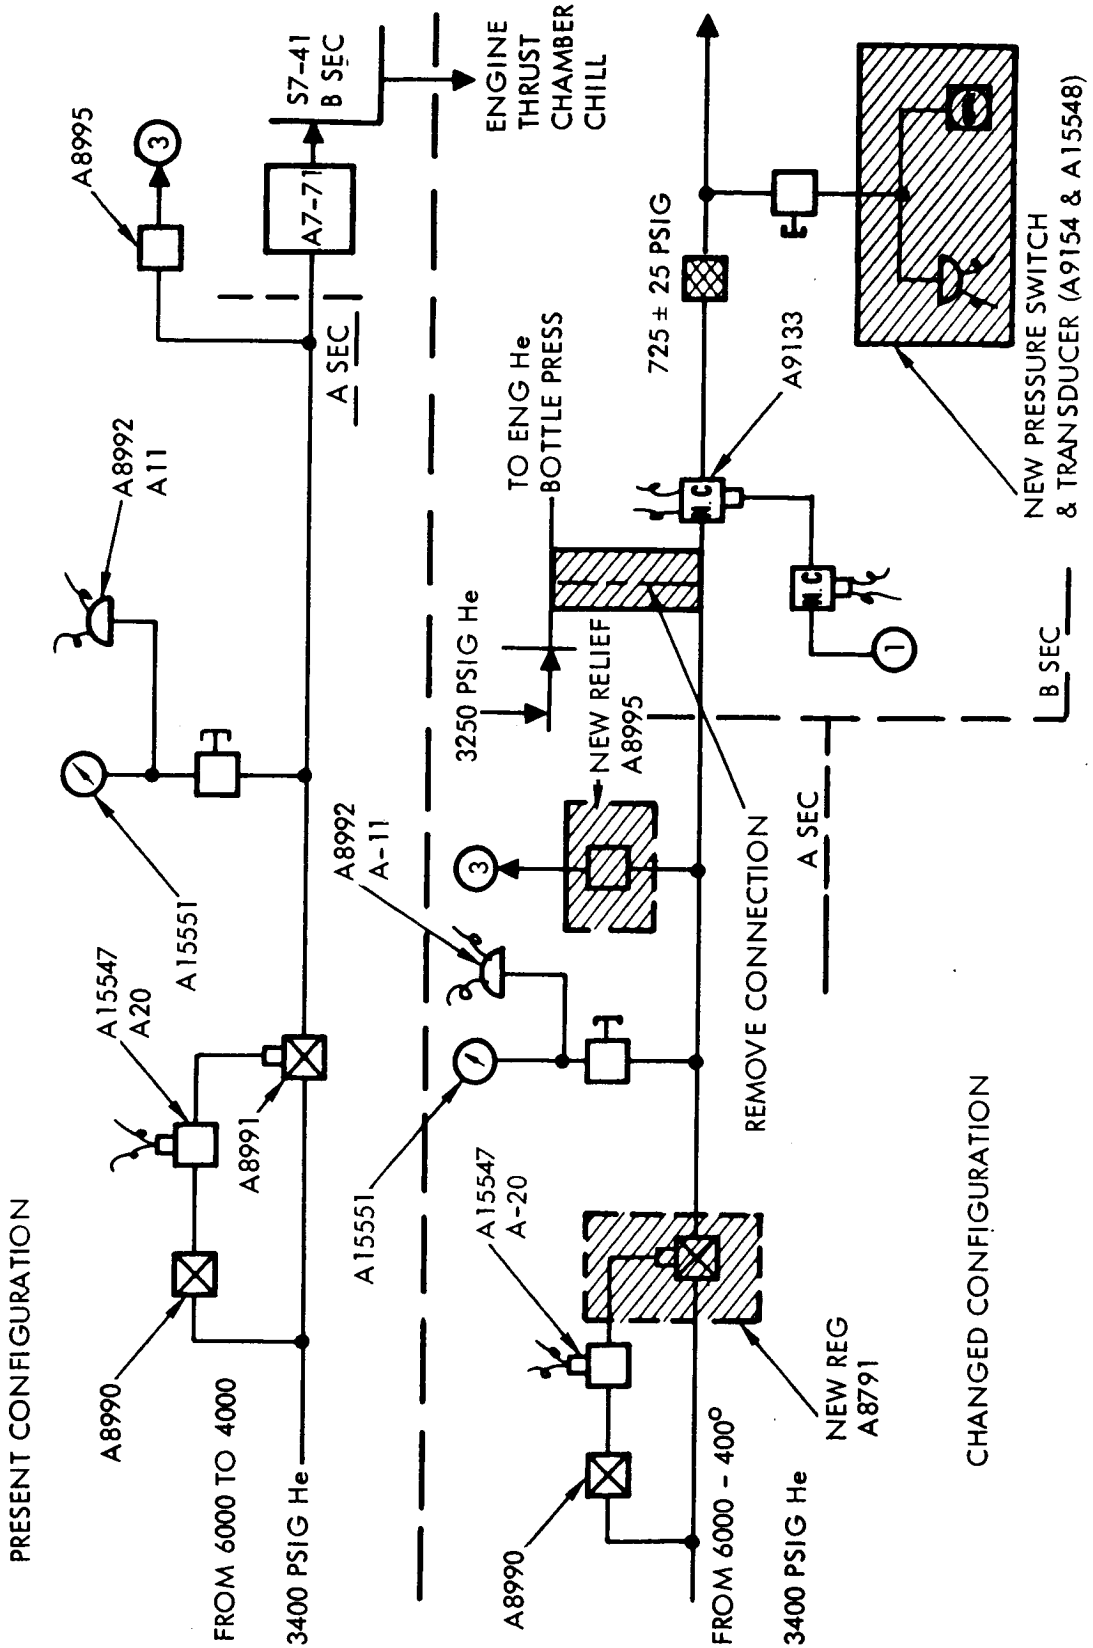 PRESENT CONFIGURATION
FROM 6000 TO 4000
3400 PSIG He
A8990
A15547
A20
A8991
A15551
A8992
A11
A8995
3
A SEC
A7-71
S7-41
B SEC
ENGINE
THRUST
CHAMBER
CHILL
A15551
A8992
A-11
3250 PSIG He
TO ENG He
BOTTLE PRESS
A8990
A15547
A-20
3
NEW RELIEF
A8995
725 ± 25 PSIG
FROM 6000 - 400°
3400 PSIG He
NEW REG
A8791
REMOVE CONNECTION
A SEC
M.C
M.C
A9133
1
B SEC
NEW PRESSURE SWITCH
& TRANSDUCER (A9154 & A15548)
CHANGED CONFIGURATION